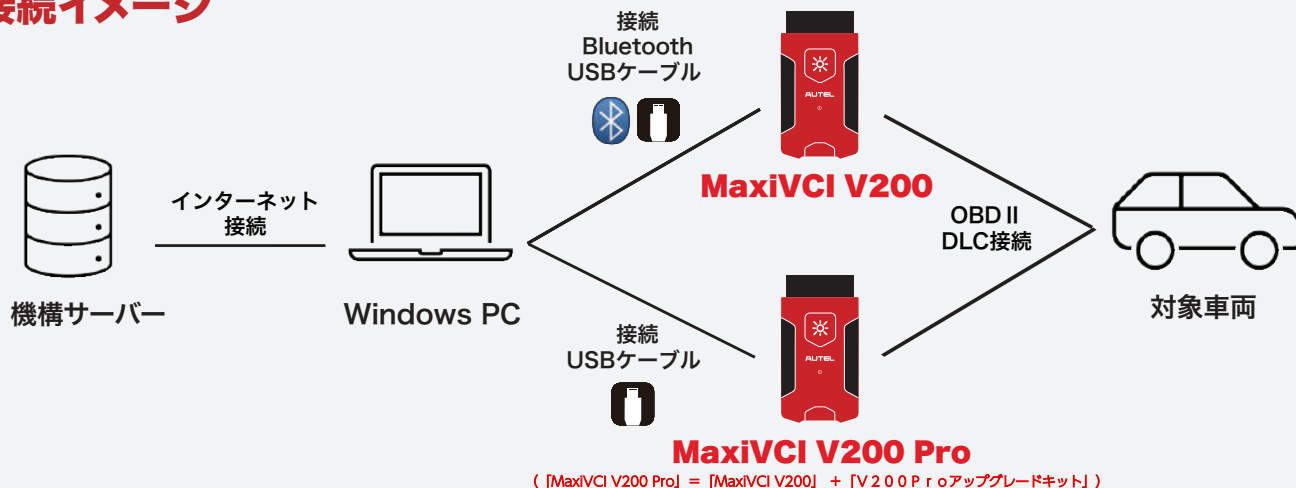 接続イメージ
接続
Bluetooth
USBケーブル
AUTEL
MaxiVCI V200
インターネット
接続
OBDⅡ
DLC接続
機構サーバー
Windows PC
対象車両
接続
USBケーブル
AUTEL
MaxiVCI V200 Pro
(「MaxiVCI V200 Pro」=「MaxiVCI V200」+「V200Proアップグレードキット」)